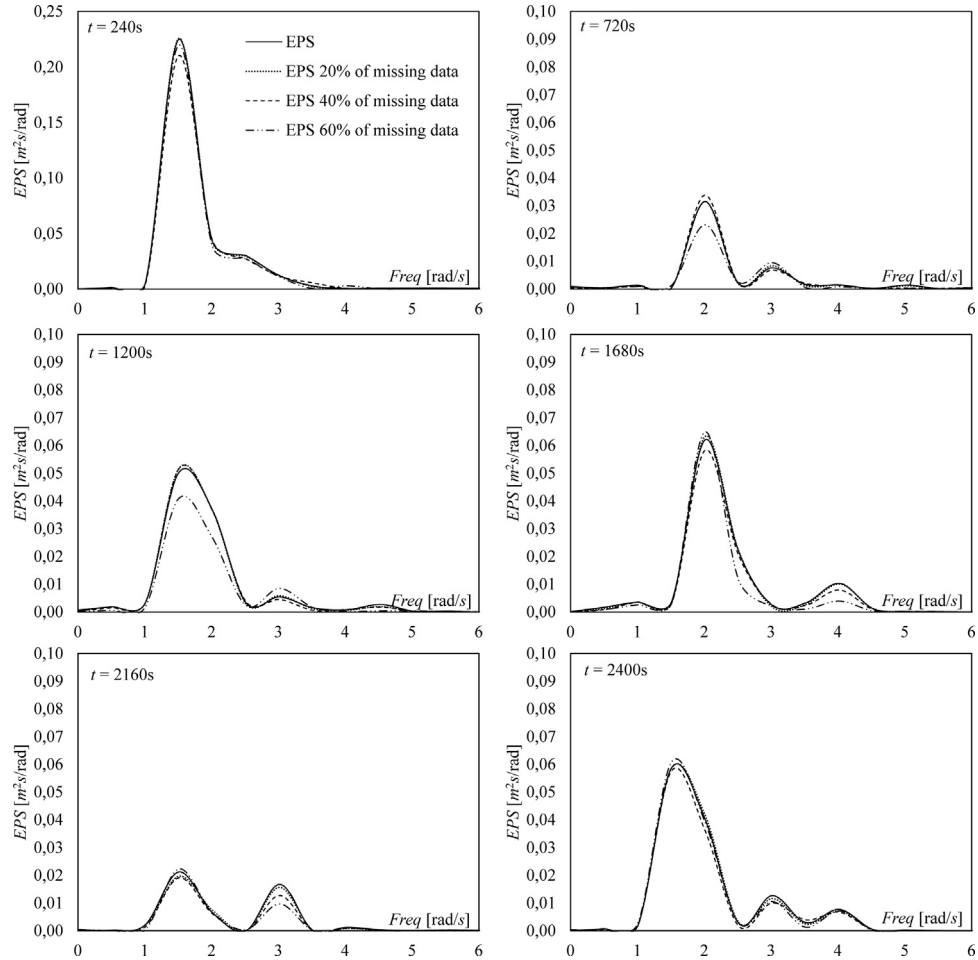 t = 240s
EPS
EPS 20% of missing data
EPS 40% of missing data
EPS 60% of missing data
EPS [m²s/rad]
0,25
0,20
0,15
0,10
0,05
0,00
Freq [rad/s]
0 1 2 3 4 5 6
t = 720s
EPS [m²s/rad]
0,10
0,09
0,08
0,07
0,06
0,05
0,04
0,03
0,02
0,01
0,00
Freq [rad/s]
0 1 2 3 4 5 6
t = 1200s
EPS [m²s/rad]
0,10
0,09
0,08
0,07
0,06
0,05
0,04
0,03
0,02
0,01
0,00
Freq [rad/s]
0 1 2 3 4 5 6
t = 1680s
EPS [m²s/rad]
0,10
0,09
0,08
0,07
0,06
0,05
0,04
0,03
0,02
0,01
0,00
Freq [rad/s]
0 1 2 3 4 5 6
t = 2160s
EPS [m²s/rad]
0,10
0,09
0,08
0,07
0,06
0,05
0,04
0,03
0,02
0,01
0,00
Freq [rad/s]
0 1 2 3 4 5 6
t = 2400s
EPS [m²s/rad]
0,10
0,09
0,08
0,07
0,06
0,05
0,04
0,03
0,02
0,01
0,00
Freq [rad/s]
0 1 2 3 4 5 6